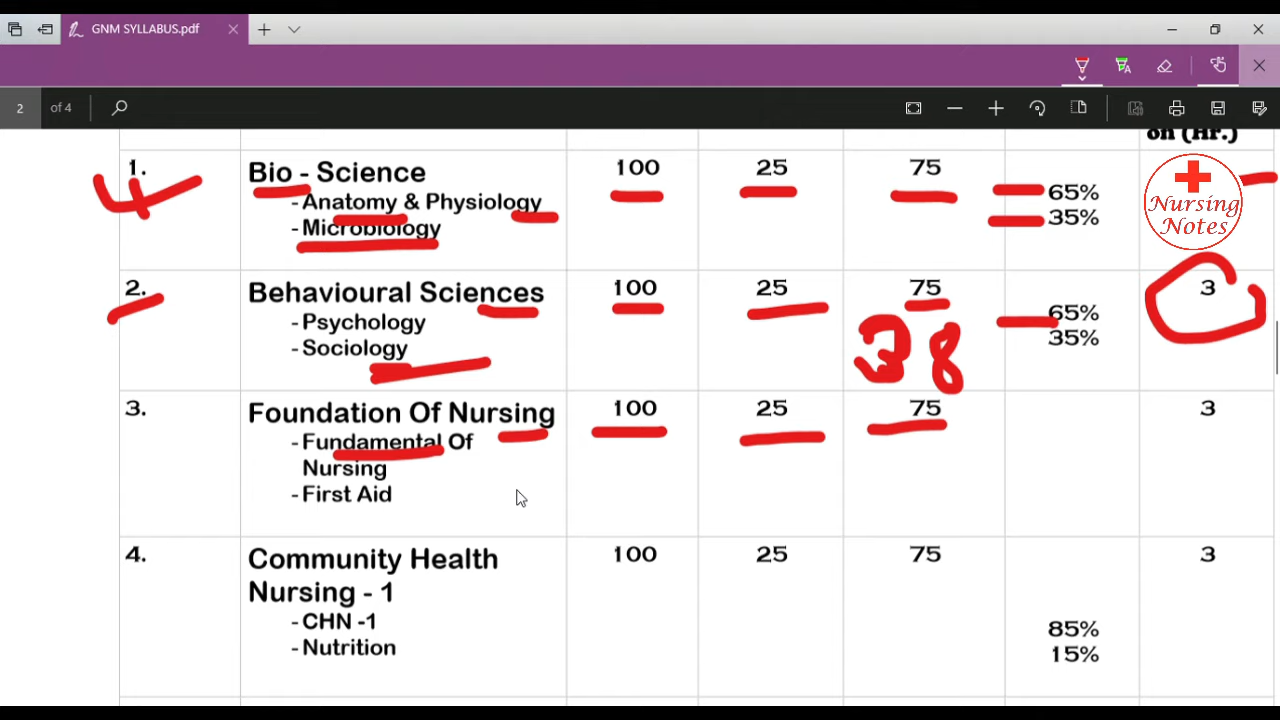 GNM SYLLABUS.pdf
2 of 4
on (Hr.)
1. Bio - Science 100 25 75
- Anatomy & Physiology 65%
- Microbiology 35%
Nursing Notes
2. Behavioural Sciences 100 25 75 3
- Psychology 65%
- Sociology 35%
38
3. Foundation Of Nursing 100 25 75 3
- Fundamental Of
Nursing
- First Aid
4. Community Health 100 25 75 3
Nursing - 1
- CHN -1 85%
- Nutrition 15%